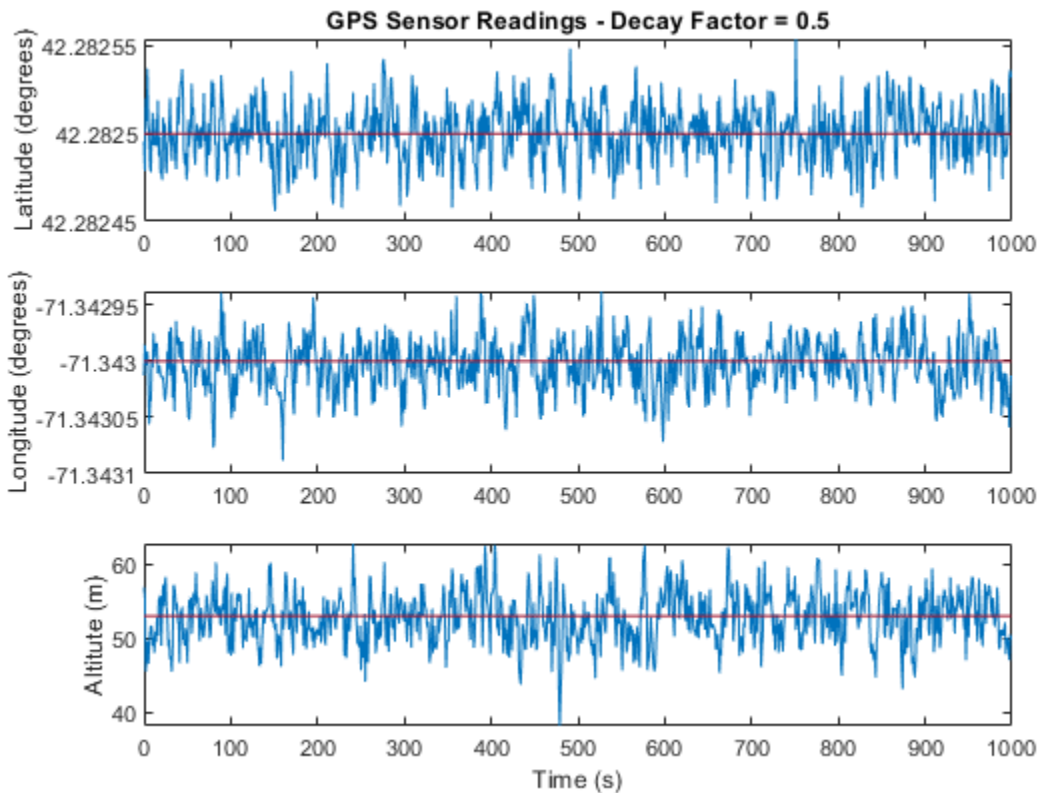 GPS Sensor Readings - Decay Factor = 0.5
Latitude (degrees)
42.28255
42.2825
42.28245
0 100 200 300 400 500 600 700 800 900 1000
Longitude (degrees)
-71.34295
-71.343
-71.34305
-71.3431
0 100 200 300 400 500 600 700 800 900 1000
Altitute (m)
60
50
40
0 100 200 300 400 500 600 700 800 900 1000
Time (s)